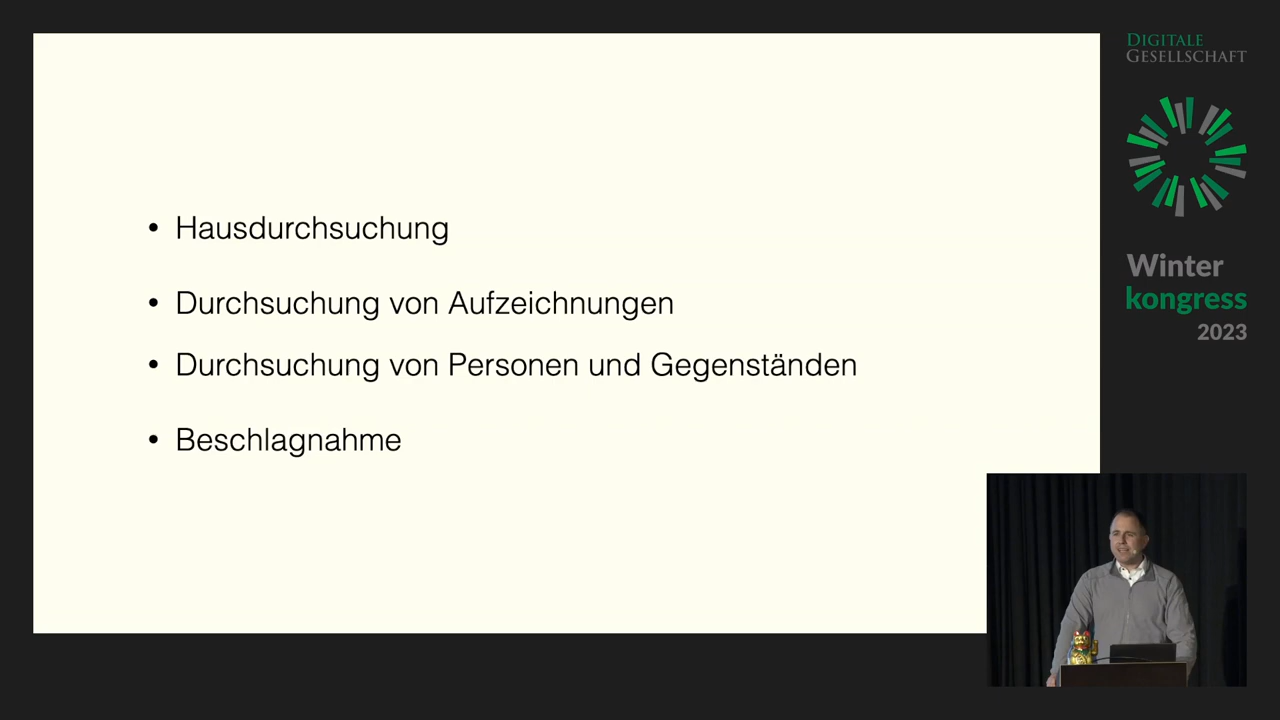 • Hausdurchsuchung
• Durchsuchung von Aufzeichnungen
• Durchsuchung von Personen und Gegenständen
• Beschlagnahme
DIGITALE
GESELLSCHAFT
Winter
kongress
2023